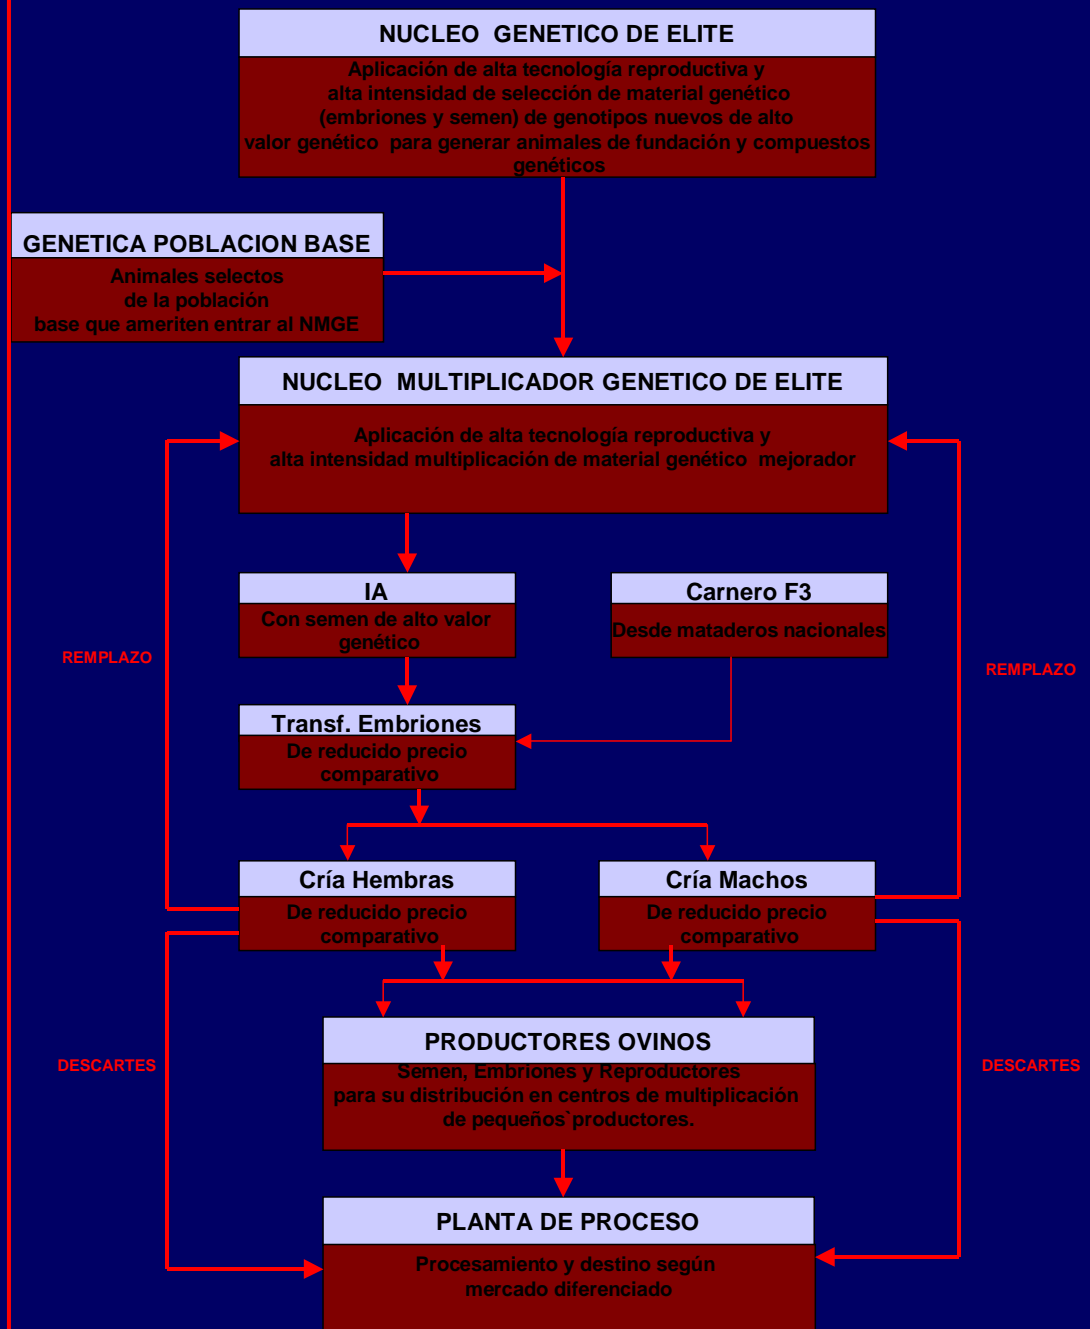 NUCLEO GENETICO DE ELITE
Aplicación de alta tecnología reproductiva y
alta intensidad de selección de material genético
(embriones y semen) de genotipos nuevos de alto
valor genético para generar animales de fundación y compuestos
genéticos
GENETICA POBLACION BASE
Animales selectos
de la población
base que ameriten entrar al NMGE
NUCLEO MULTIPLICADOR GENETICO DE ELITE
Aplicación de alta tecnología reproductiva y
alta intensidad multiplicación de material genético mejorador
IA
Con semen de alto valor
genético
Carnero F3
Desde mataderos nacionales
REMPLAZO
REMPLAZO
Transf. Embriones
De reducido precio
comparativo
Cría Hembras
De reducido precio
comparativo
Cría Machos
De reducido precio
comparativo
PRODUCTORES OVINOS
Semen, Embriones y Reproductores
para su distribución en centros de multiplicación
de pequeños`productores.
DESCARTES
DESCARTES
PLANTA DE PROCESO
Procesamiento y destino según
mercado diferenciado